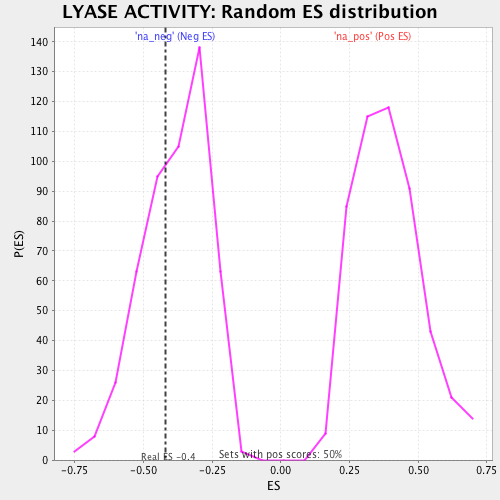 LYASE ACTIVITY: Random ES distribution
'na_neg' (Neg ES) 'na_pos' (Pos ES)
140
130
120
110
100
90
80
70
60
50
40
30
20
10
0
P(ES)
Real ES -0.4 Sets with pos scores: 50%
-0.75 -0.50 -0.25 0.00 0.25 0.50 0.75
ES